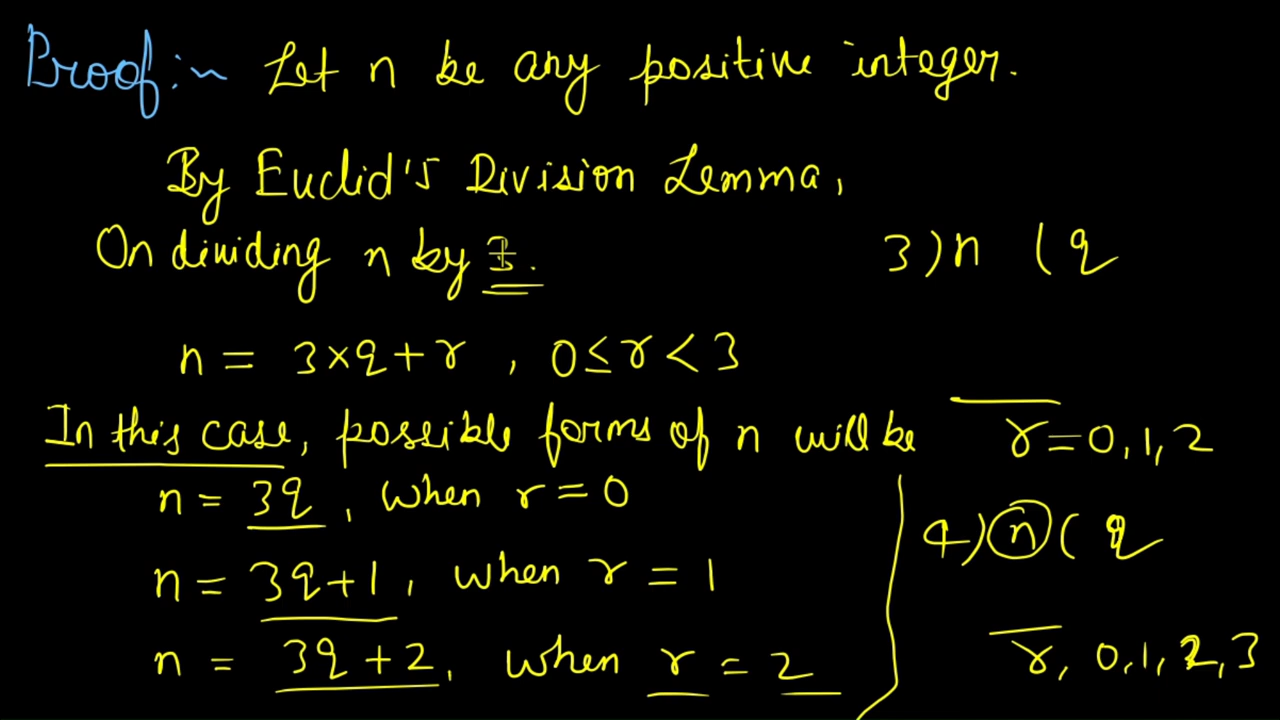 Proof:~ Let n be any positive integer.
By Euclid's Division Lemma,
On dividing n by 3.
3)n (q
n = 3×q+r , 0≤r<3
In this case, possible forms of n will be
r=0,1,2
n = 3q , when r=0
4)n( q
n = 3q+1, when r = 1
n = 3q+2, when r = 2
r, 0,1,2,3